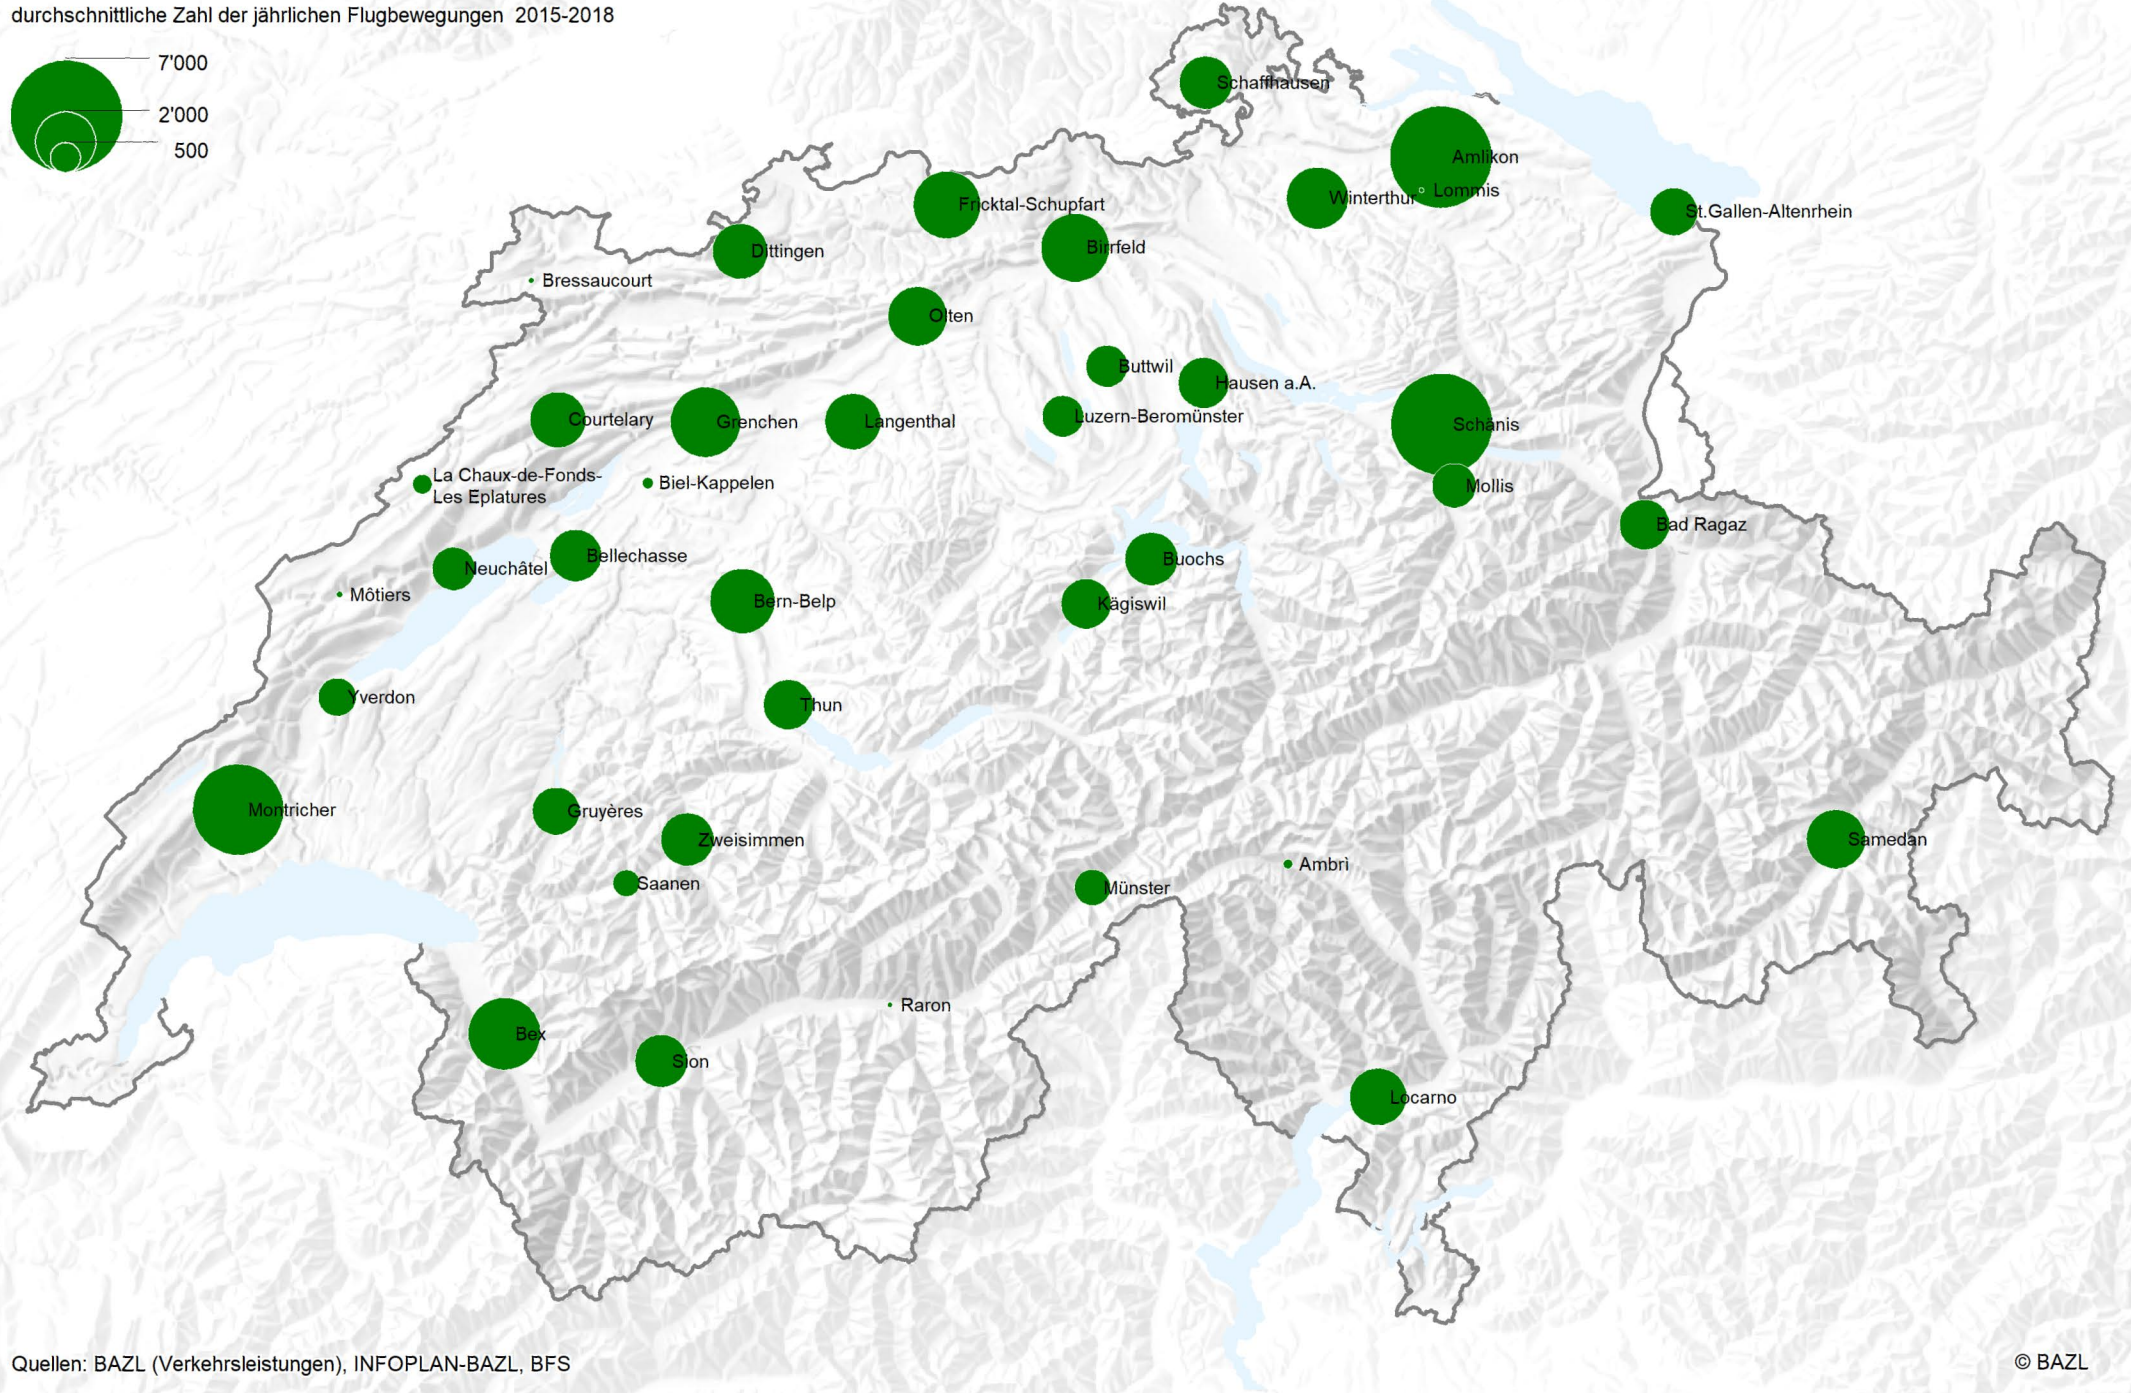 durchschnittliche Zahl der jährlichen Flugbewegungen 2015-2018
7'000
2'000
500
Schaffhausen
Amlikon
Lommis
Winterthur
Fricktal-Schupfart
St.Gallen-Altenrhein
Birrfeld
Dittingen
Bressaucourt
Olten
Buttwil
Hausen a.A.
Luzern-Beromünster
Courtelary
Grenchen
Langenthal
Schänis
La Chaux-de-Fonds-
Les Eplatures
Biel-Kappelen
Mollis
Bad Ragaz
Bellechasse
Neuchâtel
Buochs
Môtiers
Bern-Belp
Kägiswil
Yverdon
Thun
Montricher
Gruyères
Zweisimmen
Samedan
Ambrì
Saanen
Münster
Raron
Bex
Sion
Locarno
Quellen: BAZL (Verkehrsleistungen), INFOPLAN-BAZL, BFS
© BAZL